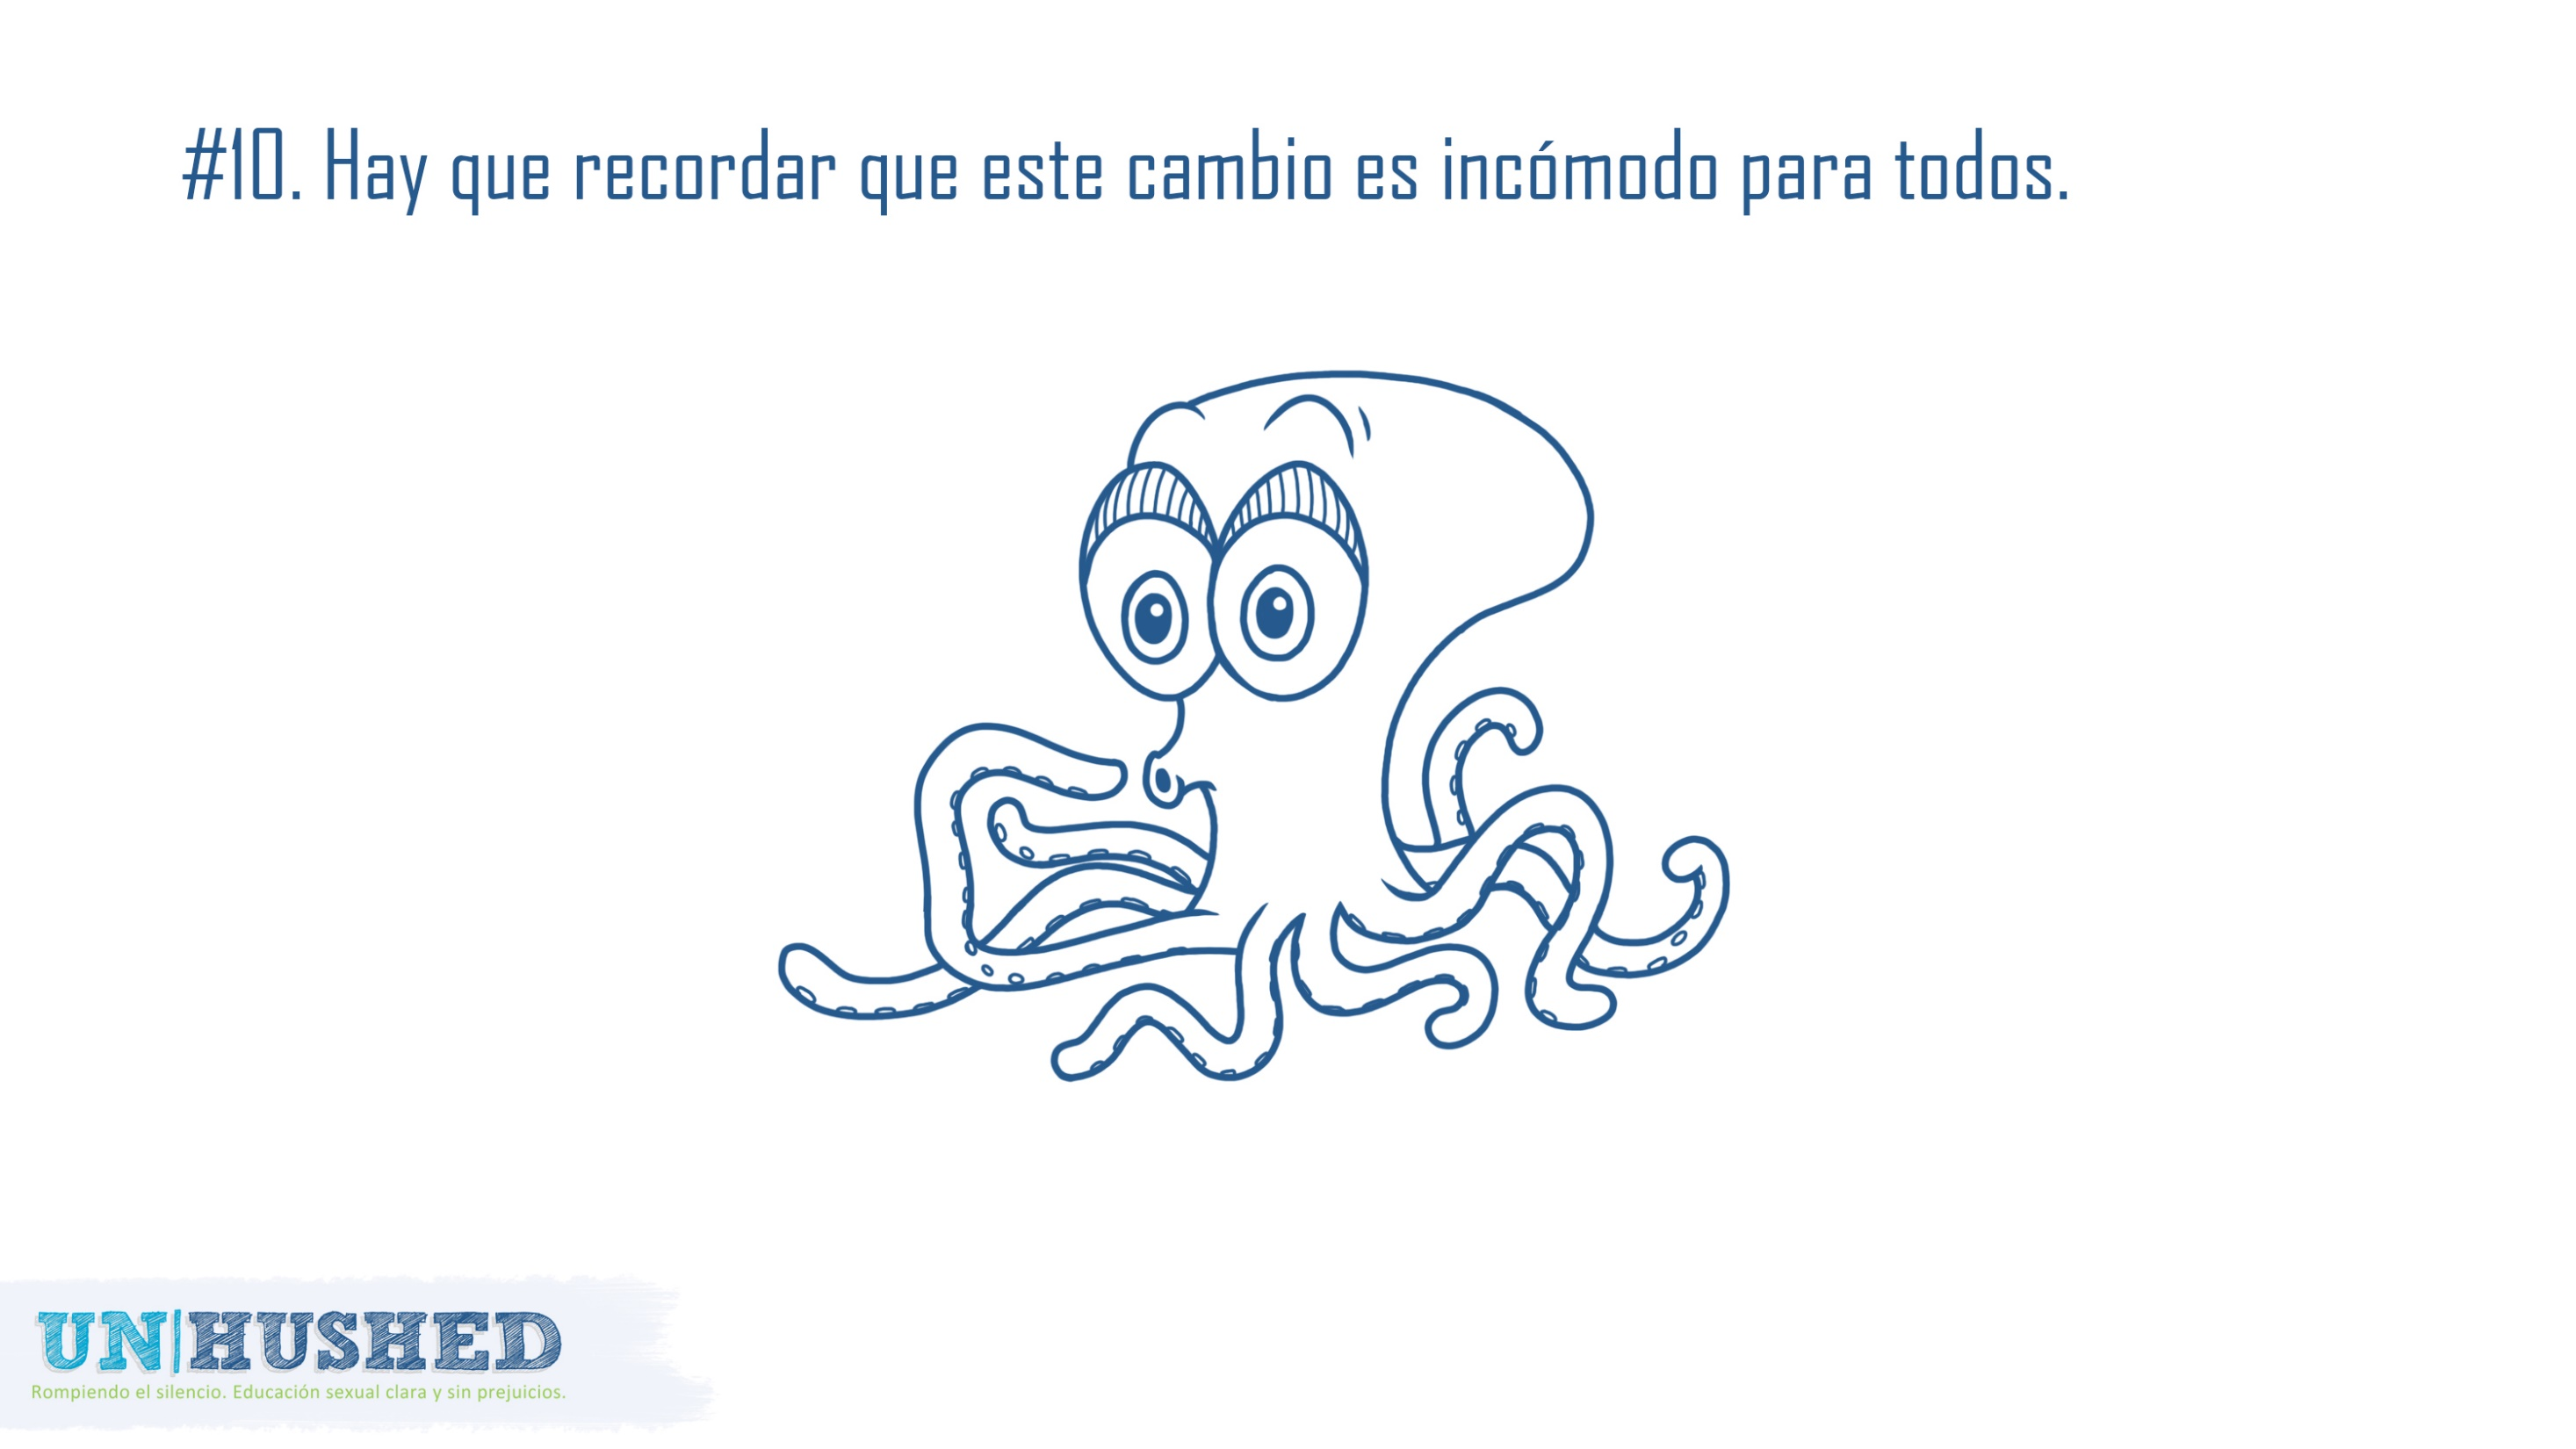 #10. Hay que recordar que este cambio es incómodo para todos.
UN|HUSHED
Rompiendo el silencio. Educación sexual clara y sin prejuicios.